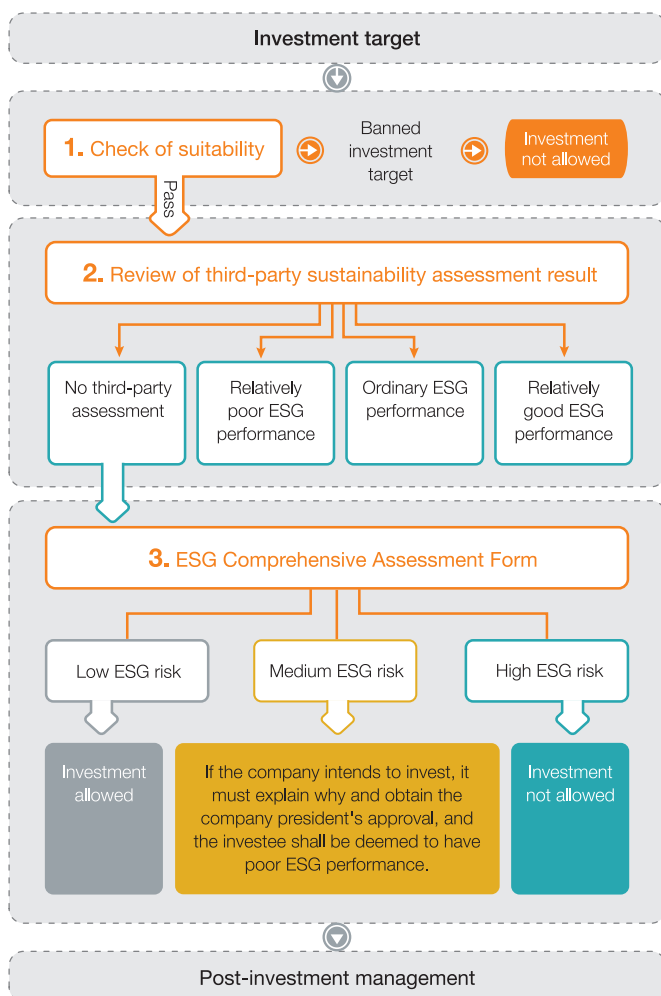 Investment target
1. Check of suitability
Banned
investment
target
Investment
not allowed
Pass
2. Review of third-party sustainability assessment result
No third-party
assessment
Relatively
poor ESG
performance
Ordinary ESG
performance
Relatively
good ESG
performance
3. ESG Comprehensive Assessment Form
Low ESG risk
Medium ESG risk
High ESG risk
Investment
allowed
If the company intends to invest, it
must explain why and obtain the
company president's approval, and
the investee shall be deemed to have
poor ESG performance.
Investment
not allowed
Post-investment management